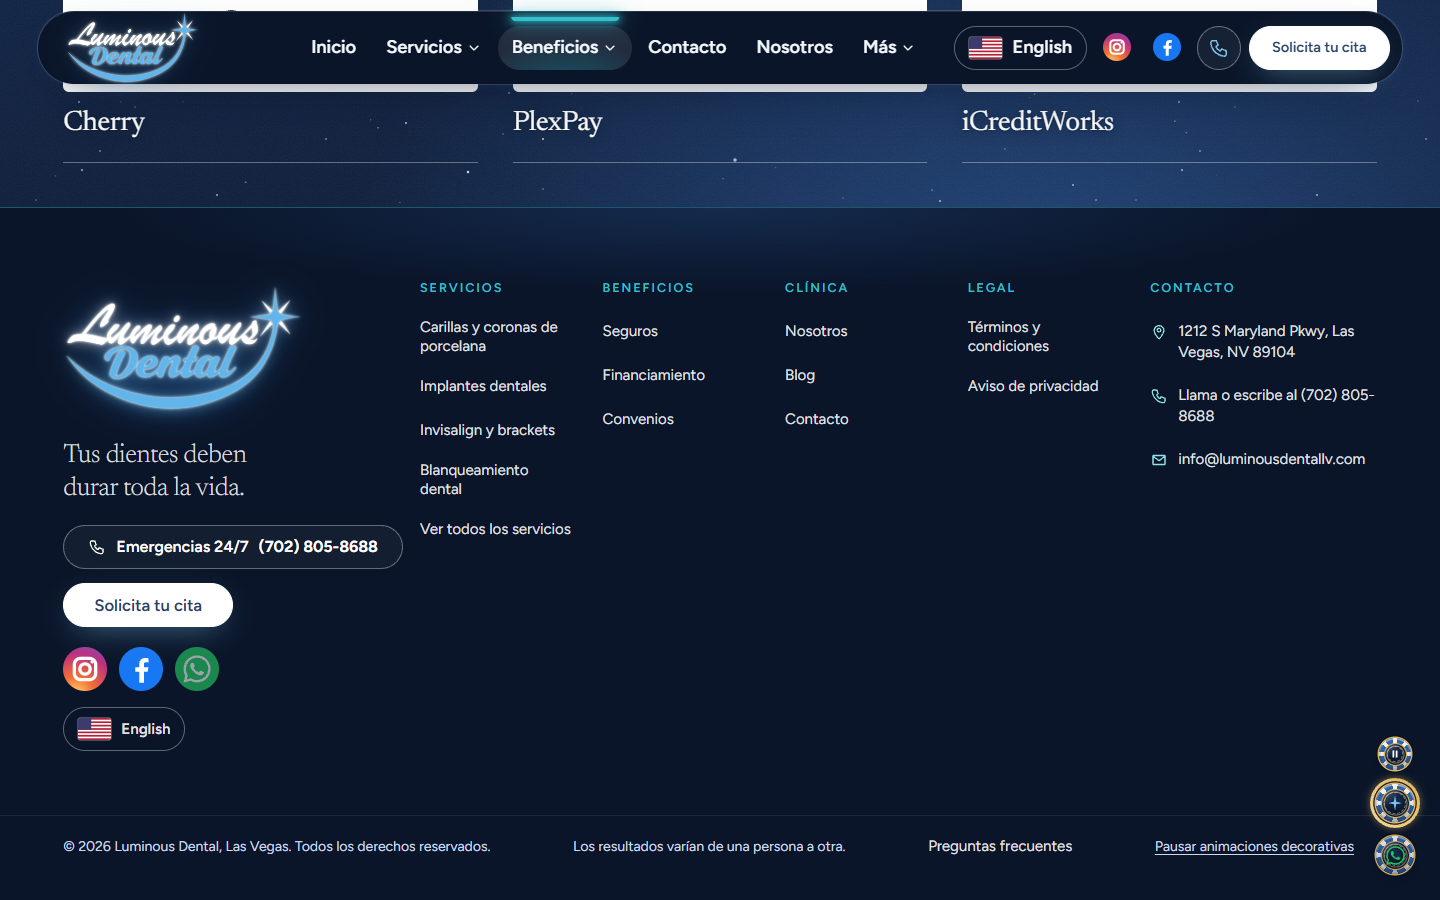 Luminous
Dental
Inicio
Servicios
Beneficios
Contacto
Nosotros
Más
English
Solicita tu cita
Cherry
PlexPay
iCreditWorks
Luminous
Dental
Tus dientes deben
durar toda la vida.
Emergencias 24/7 (702) 805-8688
Solicita tu cita
English
SERVICIOS
Carillas y coronas de
porcelana
Implantes dentales
Invisalign y brackets
Blanqueamiento
dental
Ver todos los servicios
BENEFICIOS
Seguros
Financiamiento
Convenios
CLÍNICA
Nosotros
Blog
Contacto
LEGAL
Términos y
condiciones
Aviso de privacidad
CONTACTO
1212 S Maryland Pkwy, Las
Vegas, NV 89104
Llama o escribe al (702) 805-
8688
info@luminousdentallv.com
© 2026 Luminous Dental, Las Vegas. Todos los derechos reservados.
Los resultados varían de una persona a otra.
Preguntas frecuentes
Pausar animaciones decorativas